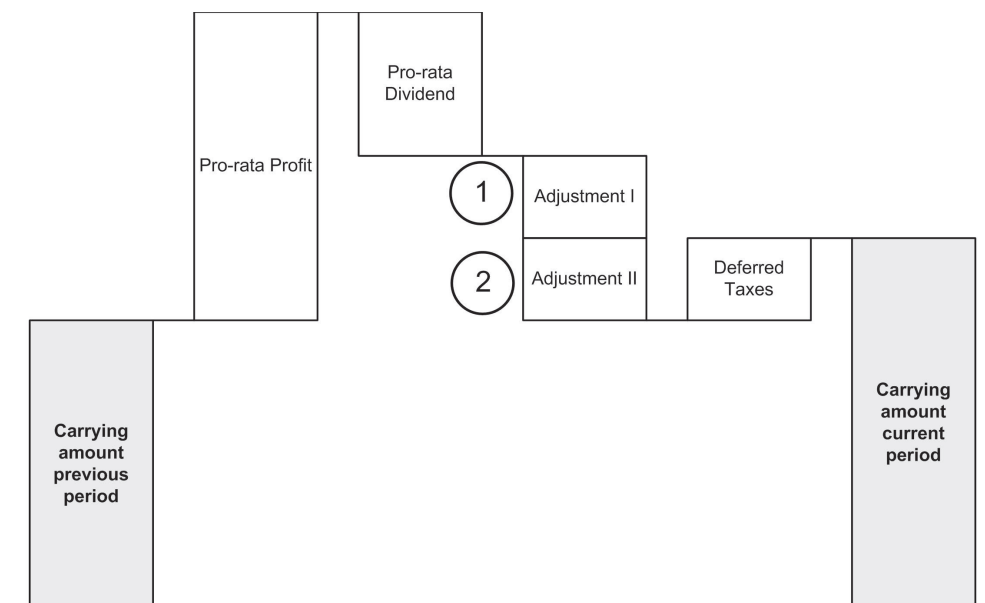 Pro-rata
Dividend
Pro-rata Profit
1
Adjustment I
2
Adjustment II
Deferred
Taxes
Carrying
amount
previous
period
Carrying
amount
current
period